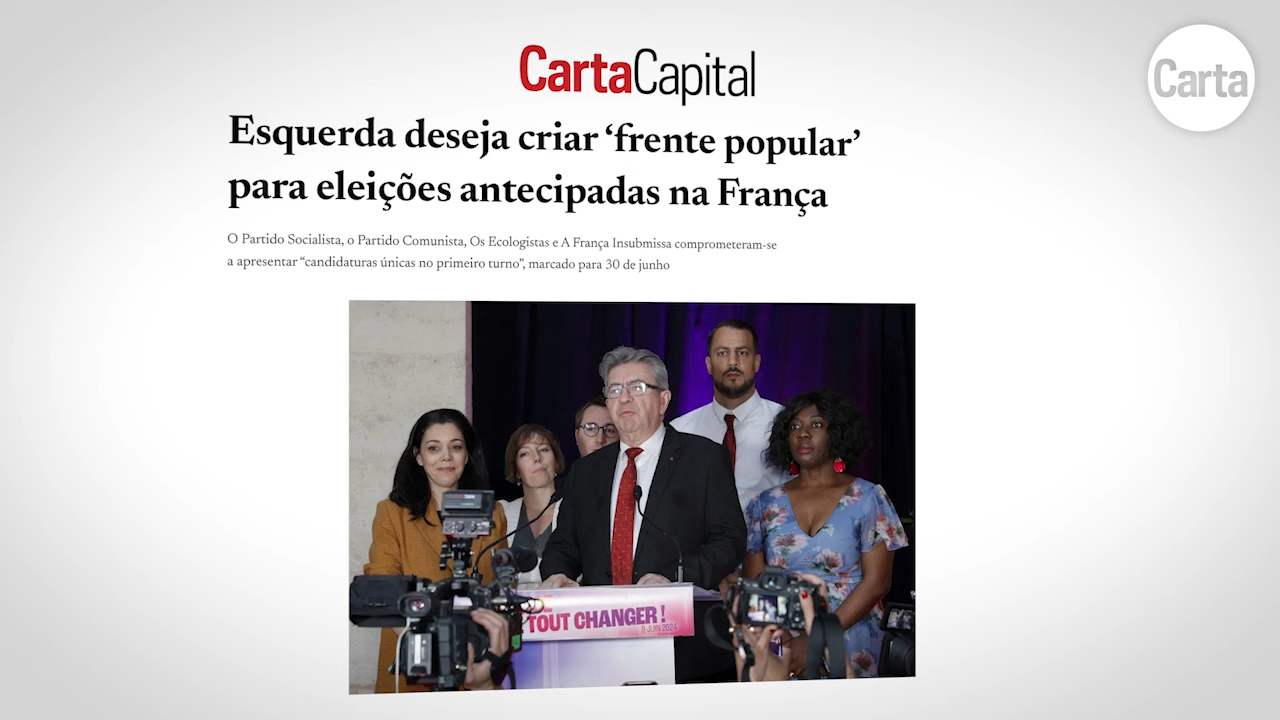 CartaCapital
Carta
Esquerda deseja criar ‘frente popular’
para eleições antecipadas na França
O Partido Socialista, o Partido Comunista, Os Ecologistas e A França Insubmissa comprometeram-se
a apresentar “candidaturas únicas no primeiro turno”, marcado para 30 de junho
TOUT CHANGER !
9 JUIN 2024